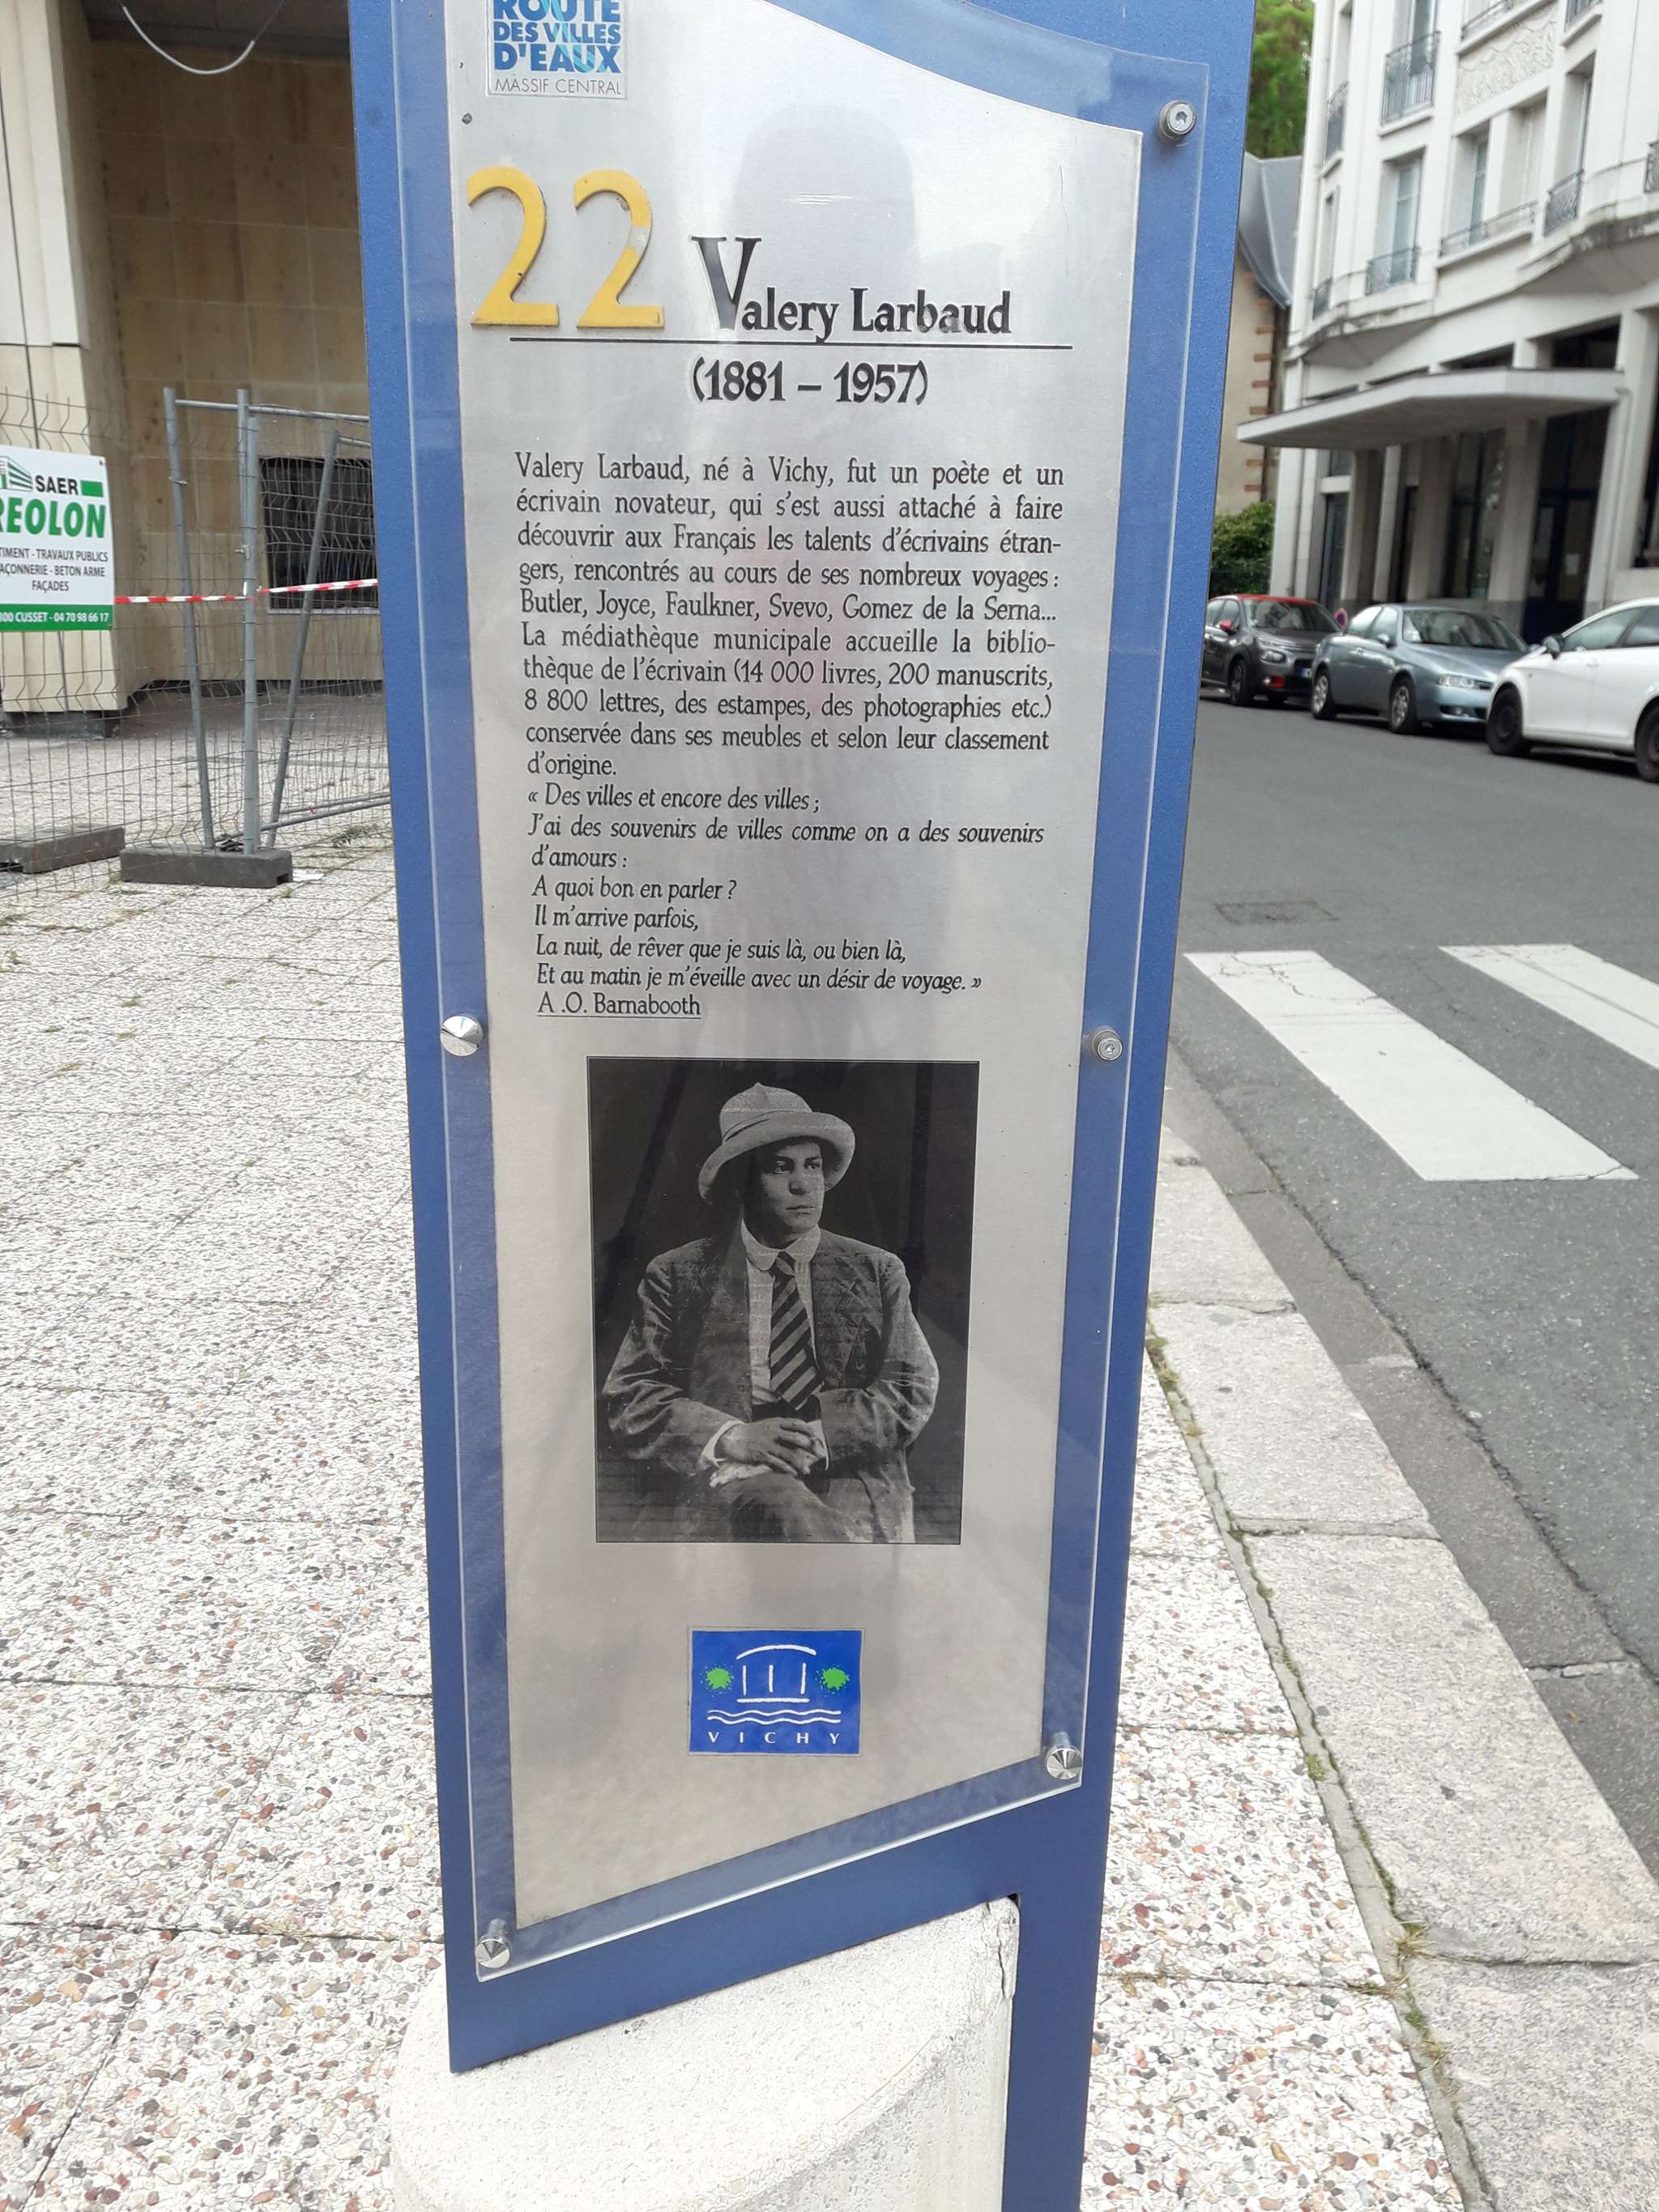 ROUTE
DES VILLES
D'EAUX
MASSIF CENTRAL
22
Valery Larbaud
(1881 – 1957)
Valery Larbaud, né à Vichy, fut un poète et un
écrivain novateur, qui s'est aussi attaché à faire
découvrir aux Français les talents d'écrivains étran-
gers, rencontrés au cours de ses nombreux voyages :
Butler, Joyce, Faulkner, Svevo, Gomez de la Serna...
La médiathèque municipale accueille la biblio-
thèque de l'écrivain (14 000 livres, 200 manuscrits,
8 800 lettres, des estampes, des photographies etc.)
conservée dans ses meubles et selon leur classement
d'origine.
« Des villes et encore des villes ;
J'ai des souvenirs de villes comme on a des souvenirs
d'amours :
A quoi bon en parler ?
Il m'arrive parfois,
La nuit, de rêver que je suis là, ou bien là,
Et au matin je m'éveille avec un désir de voyage. »
A .O. Barnabooth
VICHY
SAER
REOLON
TIMENT - TRAVAUX PUBLICS
AÇONNERIE - BETON ARME
FAÇADES
300 CUSSET - 04 70 98 66 17